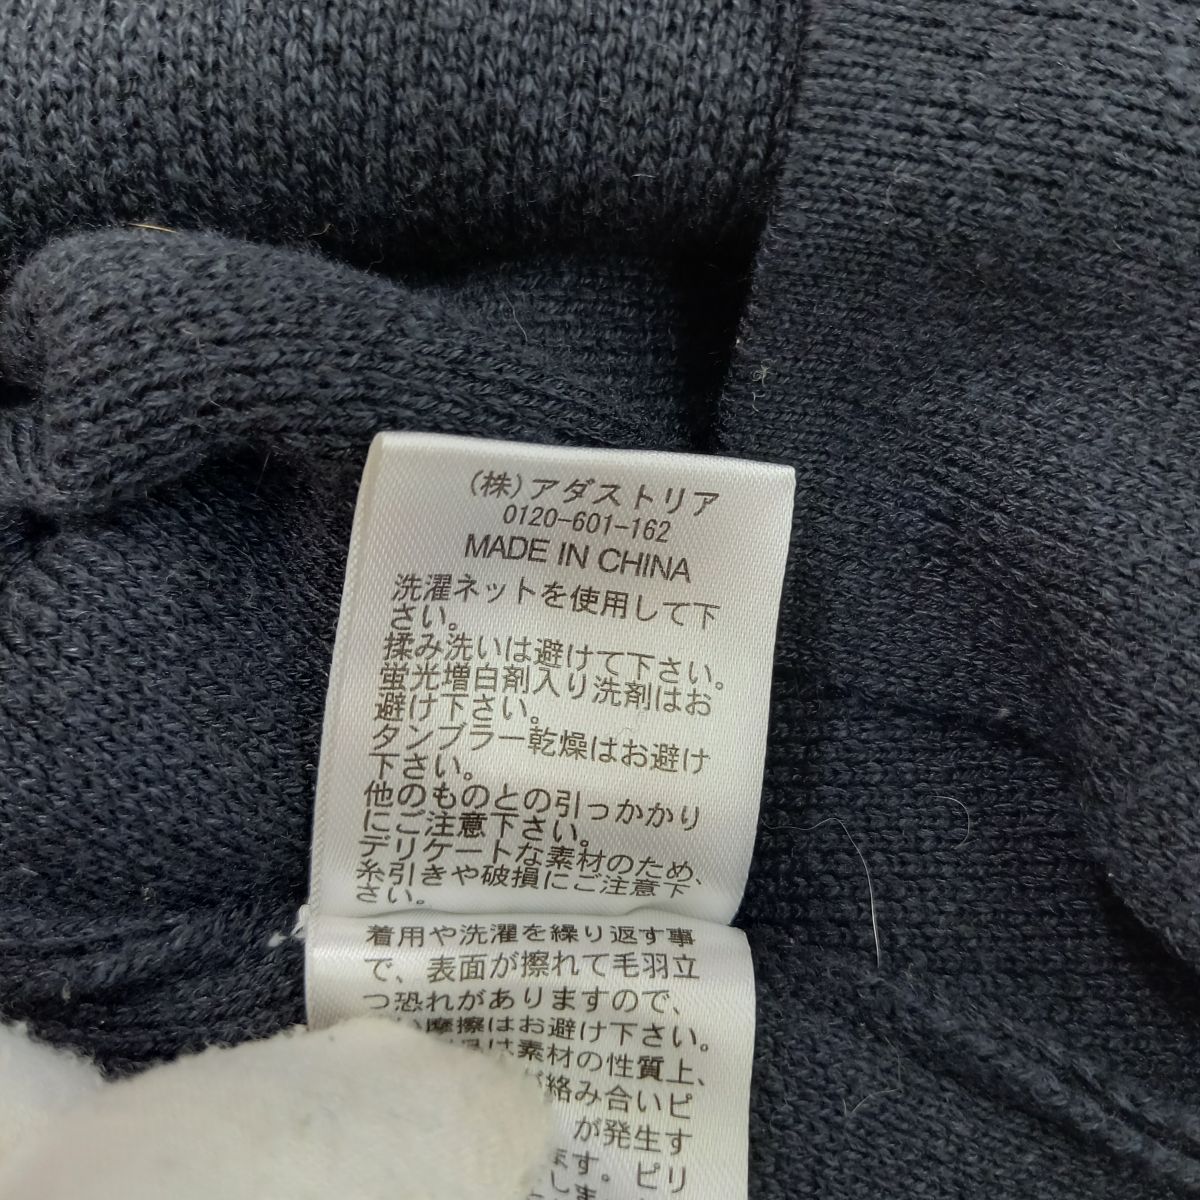 (株)アダストリア
0120-601-162
MADE IN CHINA
洗濯ネットを使用して下
さい。
揉み洗いは避けて下さい。
蛍光増白剤入り洗剤はお
避け下さい。
タンブラー乾燥はお避け
下さい。
他のものとの引っかかり
にご注意下さい。
デリケートな素材のため、
糸引きや破損にご注意下
さい。
着用や洗濯を繰り返す事
で、表面が擦れて毛羽立
つ恐れがありますので、
い摩擦はお避け下さい。
は素材の性質上、
が絡み合いピ
が発生す
ます。ピリ